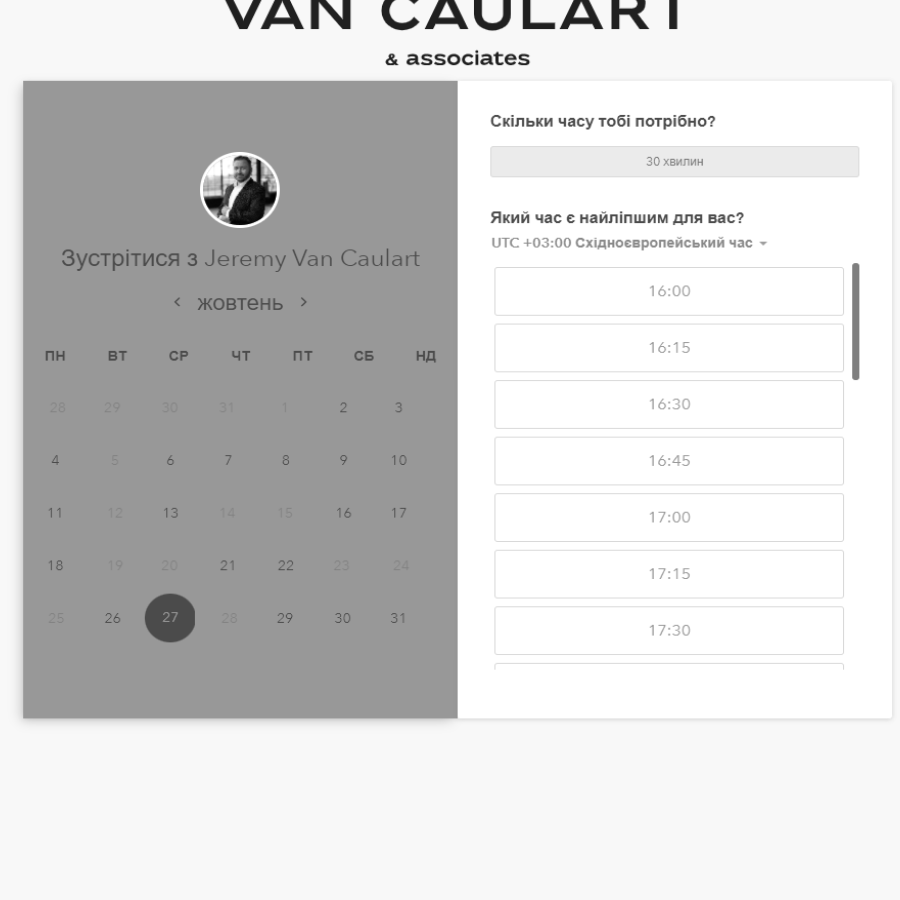 VAN CAULART
& associates
Зустрітися з Jeremy Van Caulart
жовтень
ПН ВТ СР ЧТ ПТ СБ НД
28 29 30 31 1 2 3
4 5 6 7 8 9 10
11 12 13 14 15 16 17
18 19 20 21 22 23 24
25 26 27 28 29 30 31
Скільки часу тобі потрібно?
30 хвилин
Який час є найліпшим для вас?
UTC +03:00 Східноєвропейський час
16:00
16:15
16:30
16:45
17:00
17:15
17:30